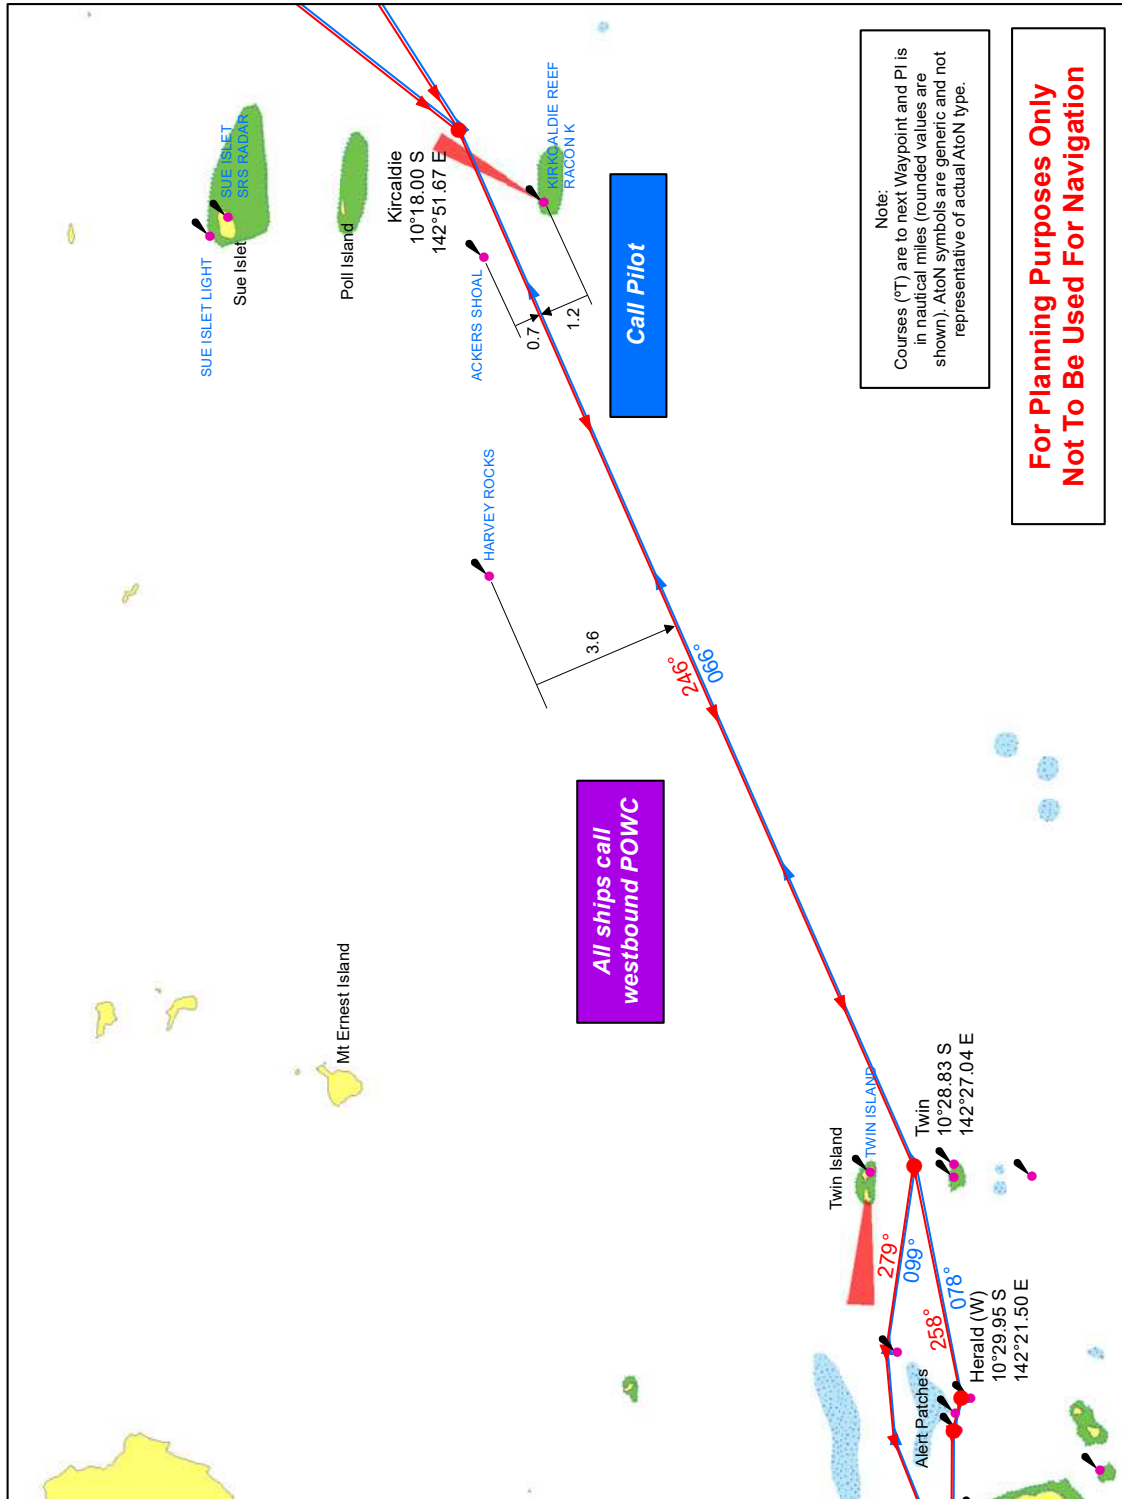 For Planning Purposes Only
Not To Be Used For Navigation
Note:
Courses (ºT) are to next Waypoint and PI is
in nautical miles (rounded values are
shown). AtoN symbols are generic and not
representative of actual AtoN type.
SUE ISLET
SRS RADAR
SUE ISLET LIGHT
Sue Islet
Poll Island
Kircaldie
10°18.00 S
142°51.67 E
KIRKCALDIE REEF
RACON K
ACKERS SHOAL
0.7
1.2
Call Pilot
HARVEY ROCKS
3.6
246°
066°
All ships call
westbound POWC
Mt Ernest Island
Twin Island
TWIN ISLAND
Twin
10°28.83 S
142°27.04 E
279°
099°
258°
078°
Herald (W)
10°29.95 S
142°21.50 E
Alert Patches